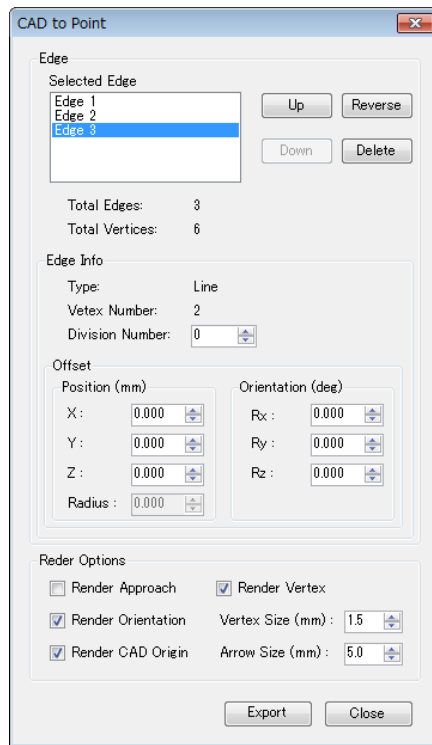 CAD to Point
Edge
Selected Edge
Edge 1
Edge 2
Edge 3
Up
Reverse
Down
Delete
Total Edges: 3
Total Vertices: 6
Edge Info
Type: Line
Vetex Number: 2
Division Number: 0
Offset
Position (mm)
X : 0.000
Y : 0.000
Z : 0.000
Radius : 0.000
Orientation (deg)
Rx : 0.000
Ry : 0.000
Rz : 0.000
Reder Options
Render Approach
Render Vertex
Render Orientation
Vertex Size (mm) : 1.5
Render CAD Origin
Arrow Size (mm) : 5.0
Export
Close